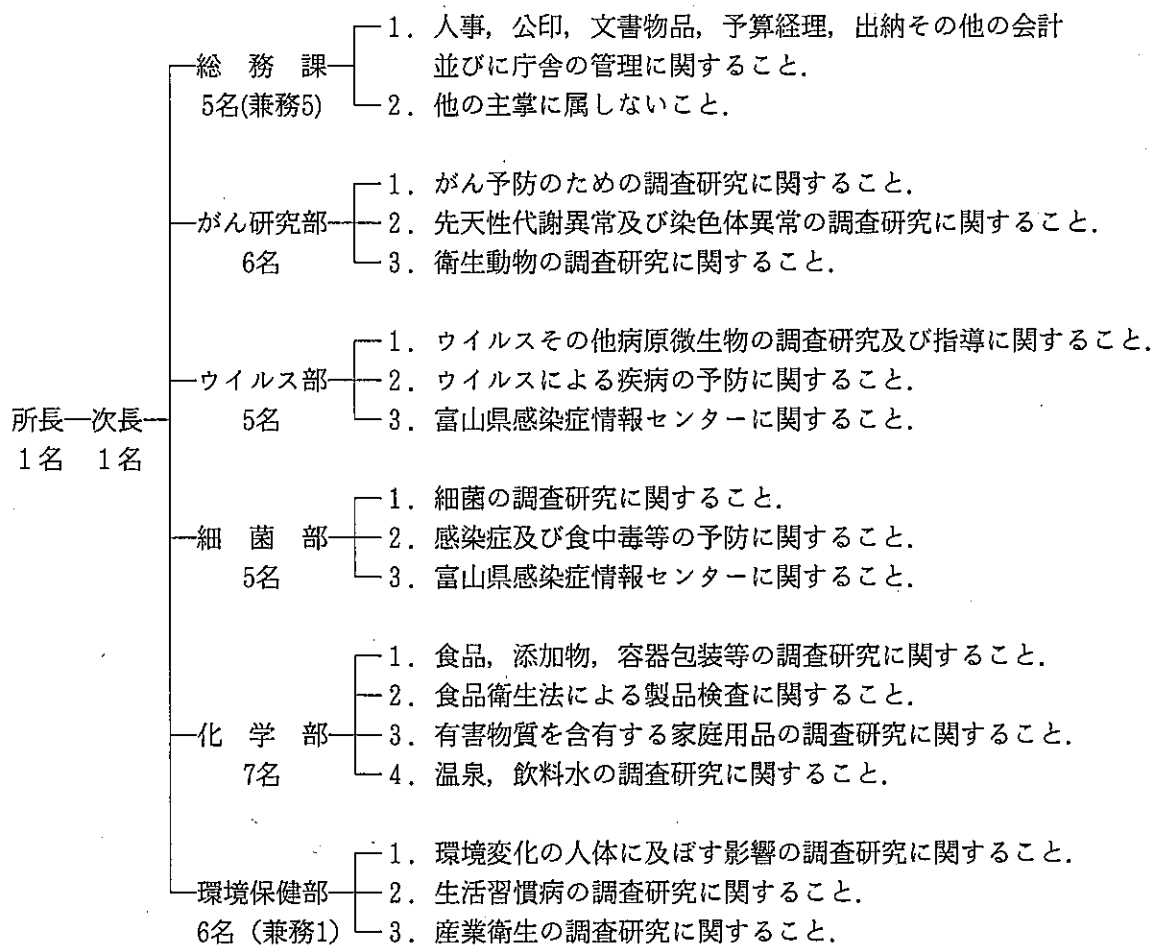 1. 人事，公印，文書物品，予算経理，出納その他の会計
総務課 並びに庁舎の管理に関すること．
5名(兼務5) 2. 他の主掌に属しないこと．
1. がん予防のための調査研究に関すること．
がん研究部 2. 先天性代謝異常及び染色体異常の調査研究に関すること．
6名 3. 衛生動物の調査研究に関すること．
1. ウイルスその他病原微生物の調査研究及び指導に関すること．
ウイルス部 2. ウイルスによる疾病の予防に関すること．
所長 次長 5名 3. 富山県感染症情報センターに関すること．
1名 1名
1. 細菌の調査研究に関すること．
細菌部 2. 感染症及び食中毒等の予防に関すること．
5名 3. 富山県感染症情報センターに関すること．
1. 食品，添加物，容器包装等の調査研究に関すること．
2. 食品衛生法による製品検査に関すること．
化学部 3. 有害物質を含有する家庭用品の調査研究に関すること．
7名 4. 温泉，飲料水の調査研究に関すること．
1. 環境変化の人体に及ぼす影響の調査研究に関すること．
環境保健部 2. 生活習慣病の調査研究に関すること．
6名（兼務1） 3. 産業衛生の調査研究に関すること．